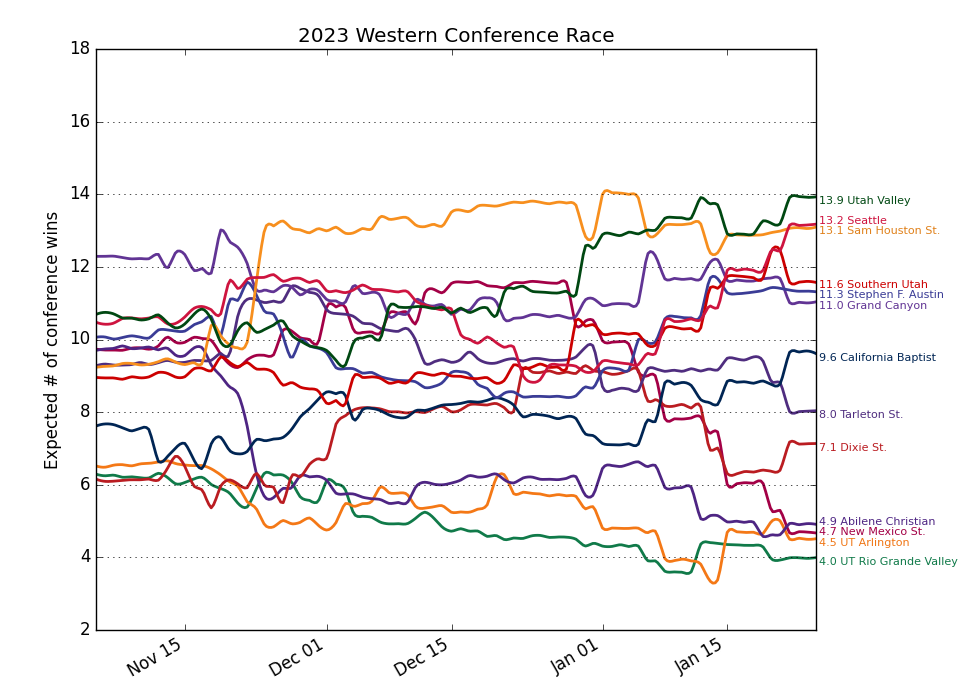 2023 Western Conference Race
Expected # of conference wins
18
16
14
12
10
8
6
4
2
Nov 15
Dec 01
Dec 15
Jan 01
Jan 15
13.9 Utah Valley
13.2 Seattle
13.1 Sam Houston St.
11.6 Southern Utah
11.3 Stephen F. Austin
11.0 Grand Canyon
9.6 California Baptist
8.0 Tarleton St.
7.1 Dixie St.
4.9 Abilene Christian
4.7 New Mexico St.
4.5 UT Arlington
4.0 UT Rio Grande Valley